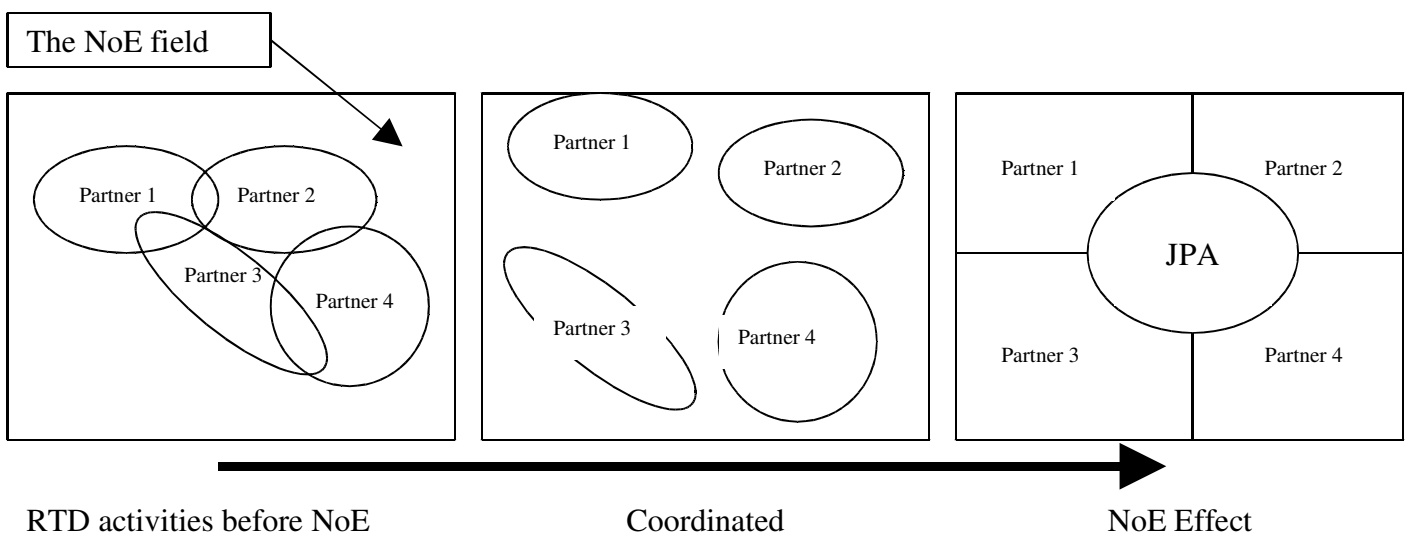 The NoE field
Partner 1
Partner 2
Partner 3
Partner 4
Partner 1
Partner 2
Partner 3
Partner 4
Partner 1
Partner 2
JPA
Partner 3
Partner 4
RTD activities before NoE
Coordinated
NoE Effect